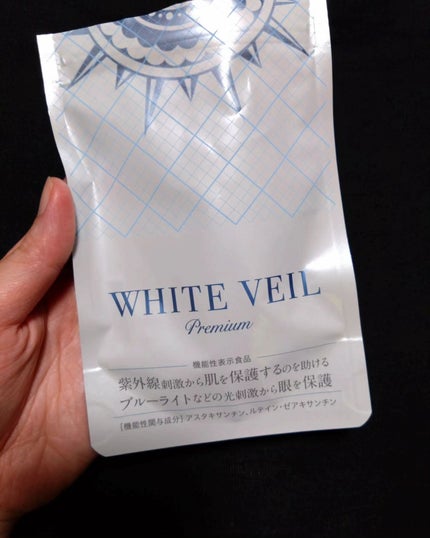 WHITE VEIL
Premium
機能性表示食品
紫外線刺激から肌を保護するのを助ける
ブルーライトなどの光刺激から眼を保護
[機能性関与成分]アスタキサンチン、ルテイン・ゼアキサンチン